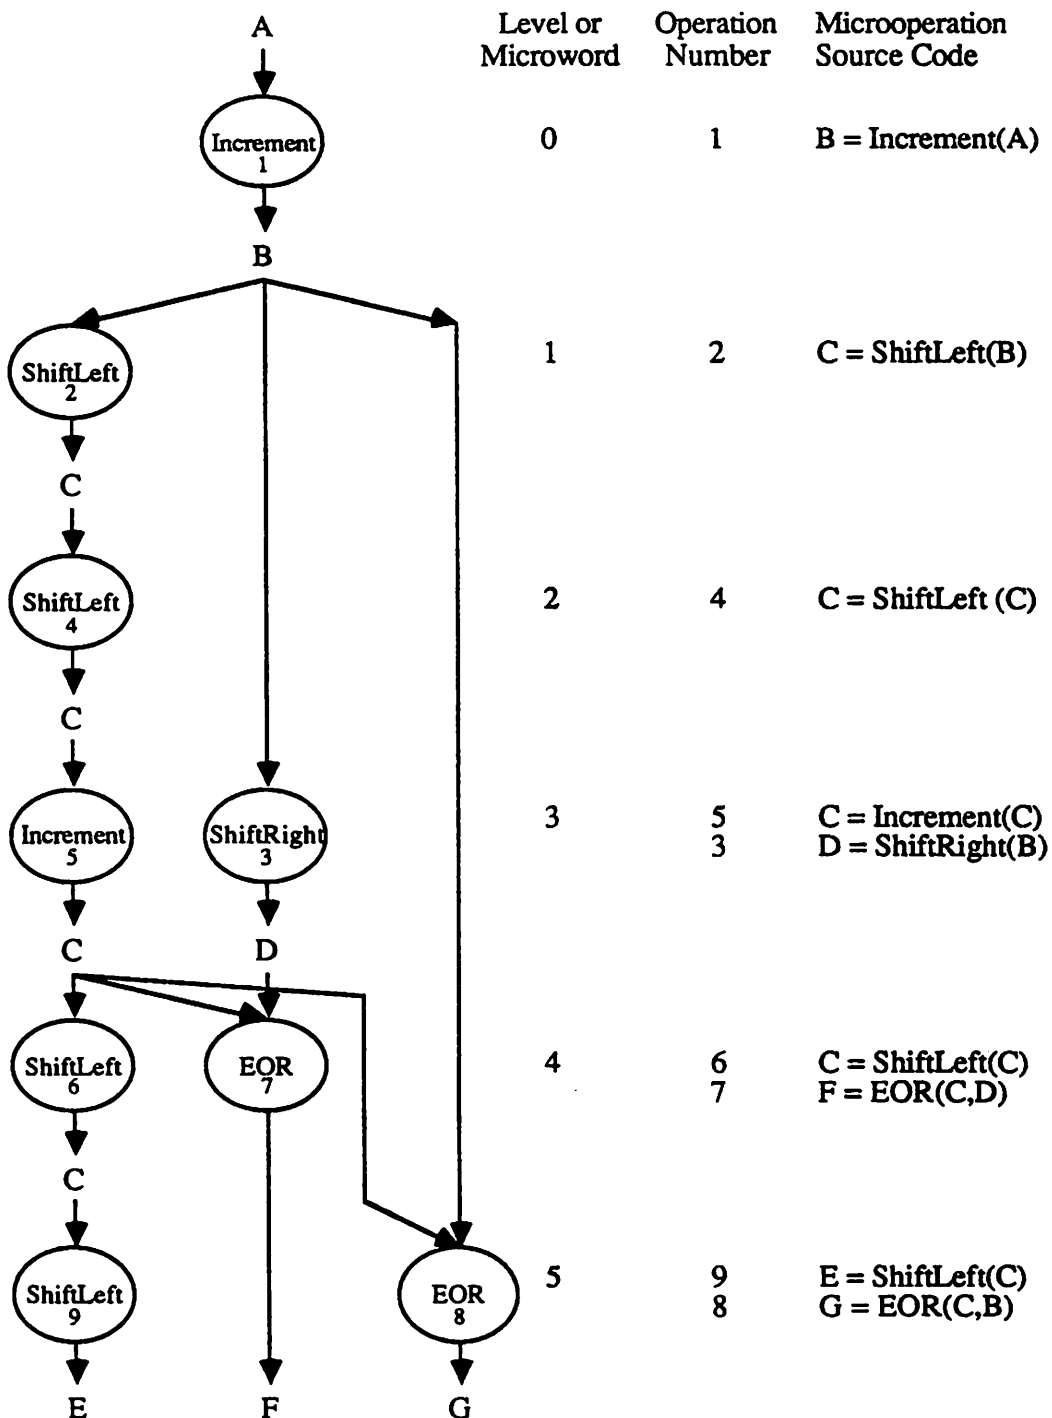 A
Level or Microword
Operation Number
Microoperation Source Code
Increment
1
0
1
B = Increment(A)
B
ShiftLeft
2
1
2
C = ShiftLeft(B)
C
ShiftLeft
4
2
4
C = ShiftLeft (C)
C
Increment
5
ShiftRight
3
3
5
C = Increment(C)
3
D = ShiftRight(B)
C
D
ShiftLeft
6
EOR
7
4
6
C = ShiftLeft(C)
7
F = EOR(C,D)
C
ShiftLeft
9
EOR
8
5
9
E = ShiftLeft(C)
8
G = EOR(C,B)
E
F
G